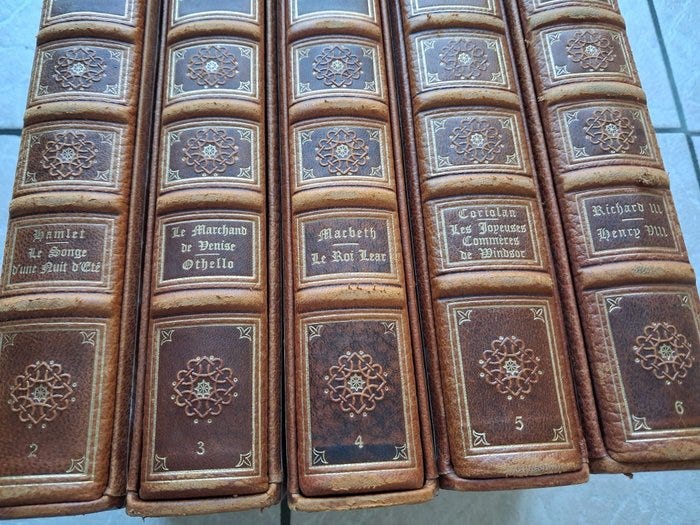 Hamlet
Le Songe
d'une Nuit d'Eté
2
Le Marchand
de Venise
Othello
3
Macbeth
Le Roi Lear
4
Coriolan
Les Joyeuses
Commères
de Windsor
5
Richard III
Henry VIII
6